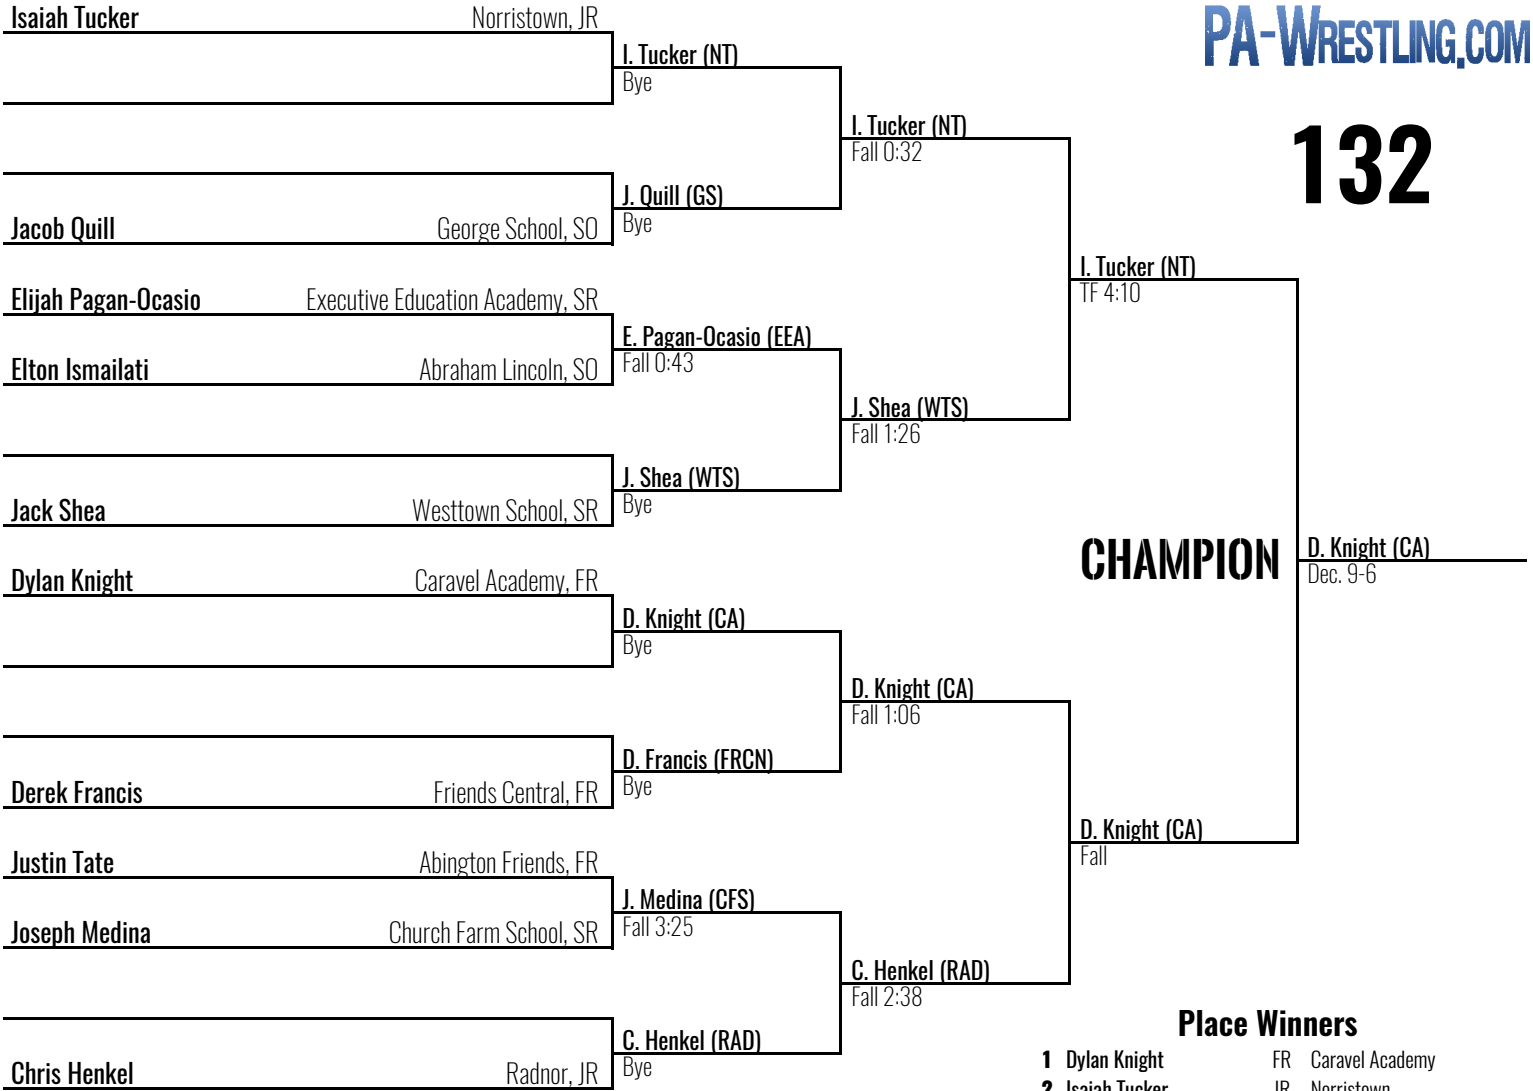 Isaiah Tucker Norristown, JR
I. Tucker (NT)
Bye
PA-WRESTLING.COM
132
I. Tucker (NT)
Fall 0:32
J. Quill (GS)
Bye
Jacob Quill George School, SO
I. Tucker (NT)
TF 4:10
Elijah Pagan-Ocasio Executive Education Academy, SR
E. Pagan-Ocasio (EEA)
Fall 0:43
Elton Ismailati Abraham Lincoln, SO
J. Shea (WTS)
Fall 1:26
J. Shea (WTS)
Bye
Jack Shea Westtown School, SR
CHAMPION
D. Knight (CA)
Dec. 9-6
Dylan Knight Caravel Academy, FR
D. Knight (CA)
Bye
D. Knight (CA)
Fall 1:06
D. Francis (FRCN)
Bye
Derek Francis Friends Central, FR
D. Knight (CA)
Fall
Justin Tate Abington Friends, FR
J. Medina (CFS)
Fall 3:25
Joseph Medina Church Farm School, SR
C. Henkel (RAD)
Fall 2:38
C. Henkel (RAD)
Bye
Chris Henkel Radnor, JR
Place Winners
1 Dylan Knight FR Caravel Academy
2 Isaiah Tucker JR Norristown